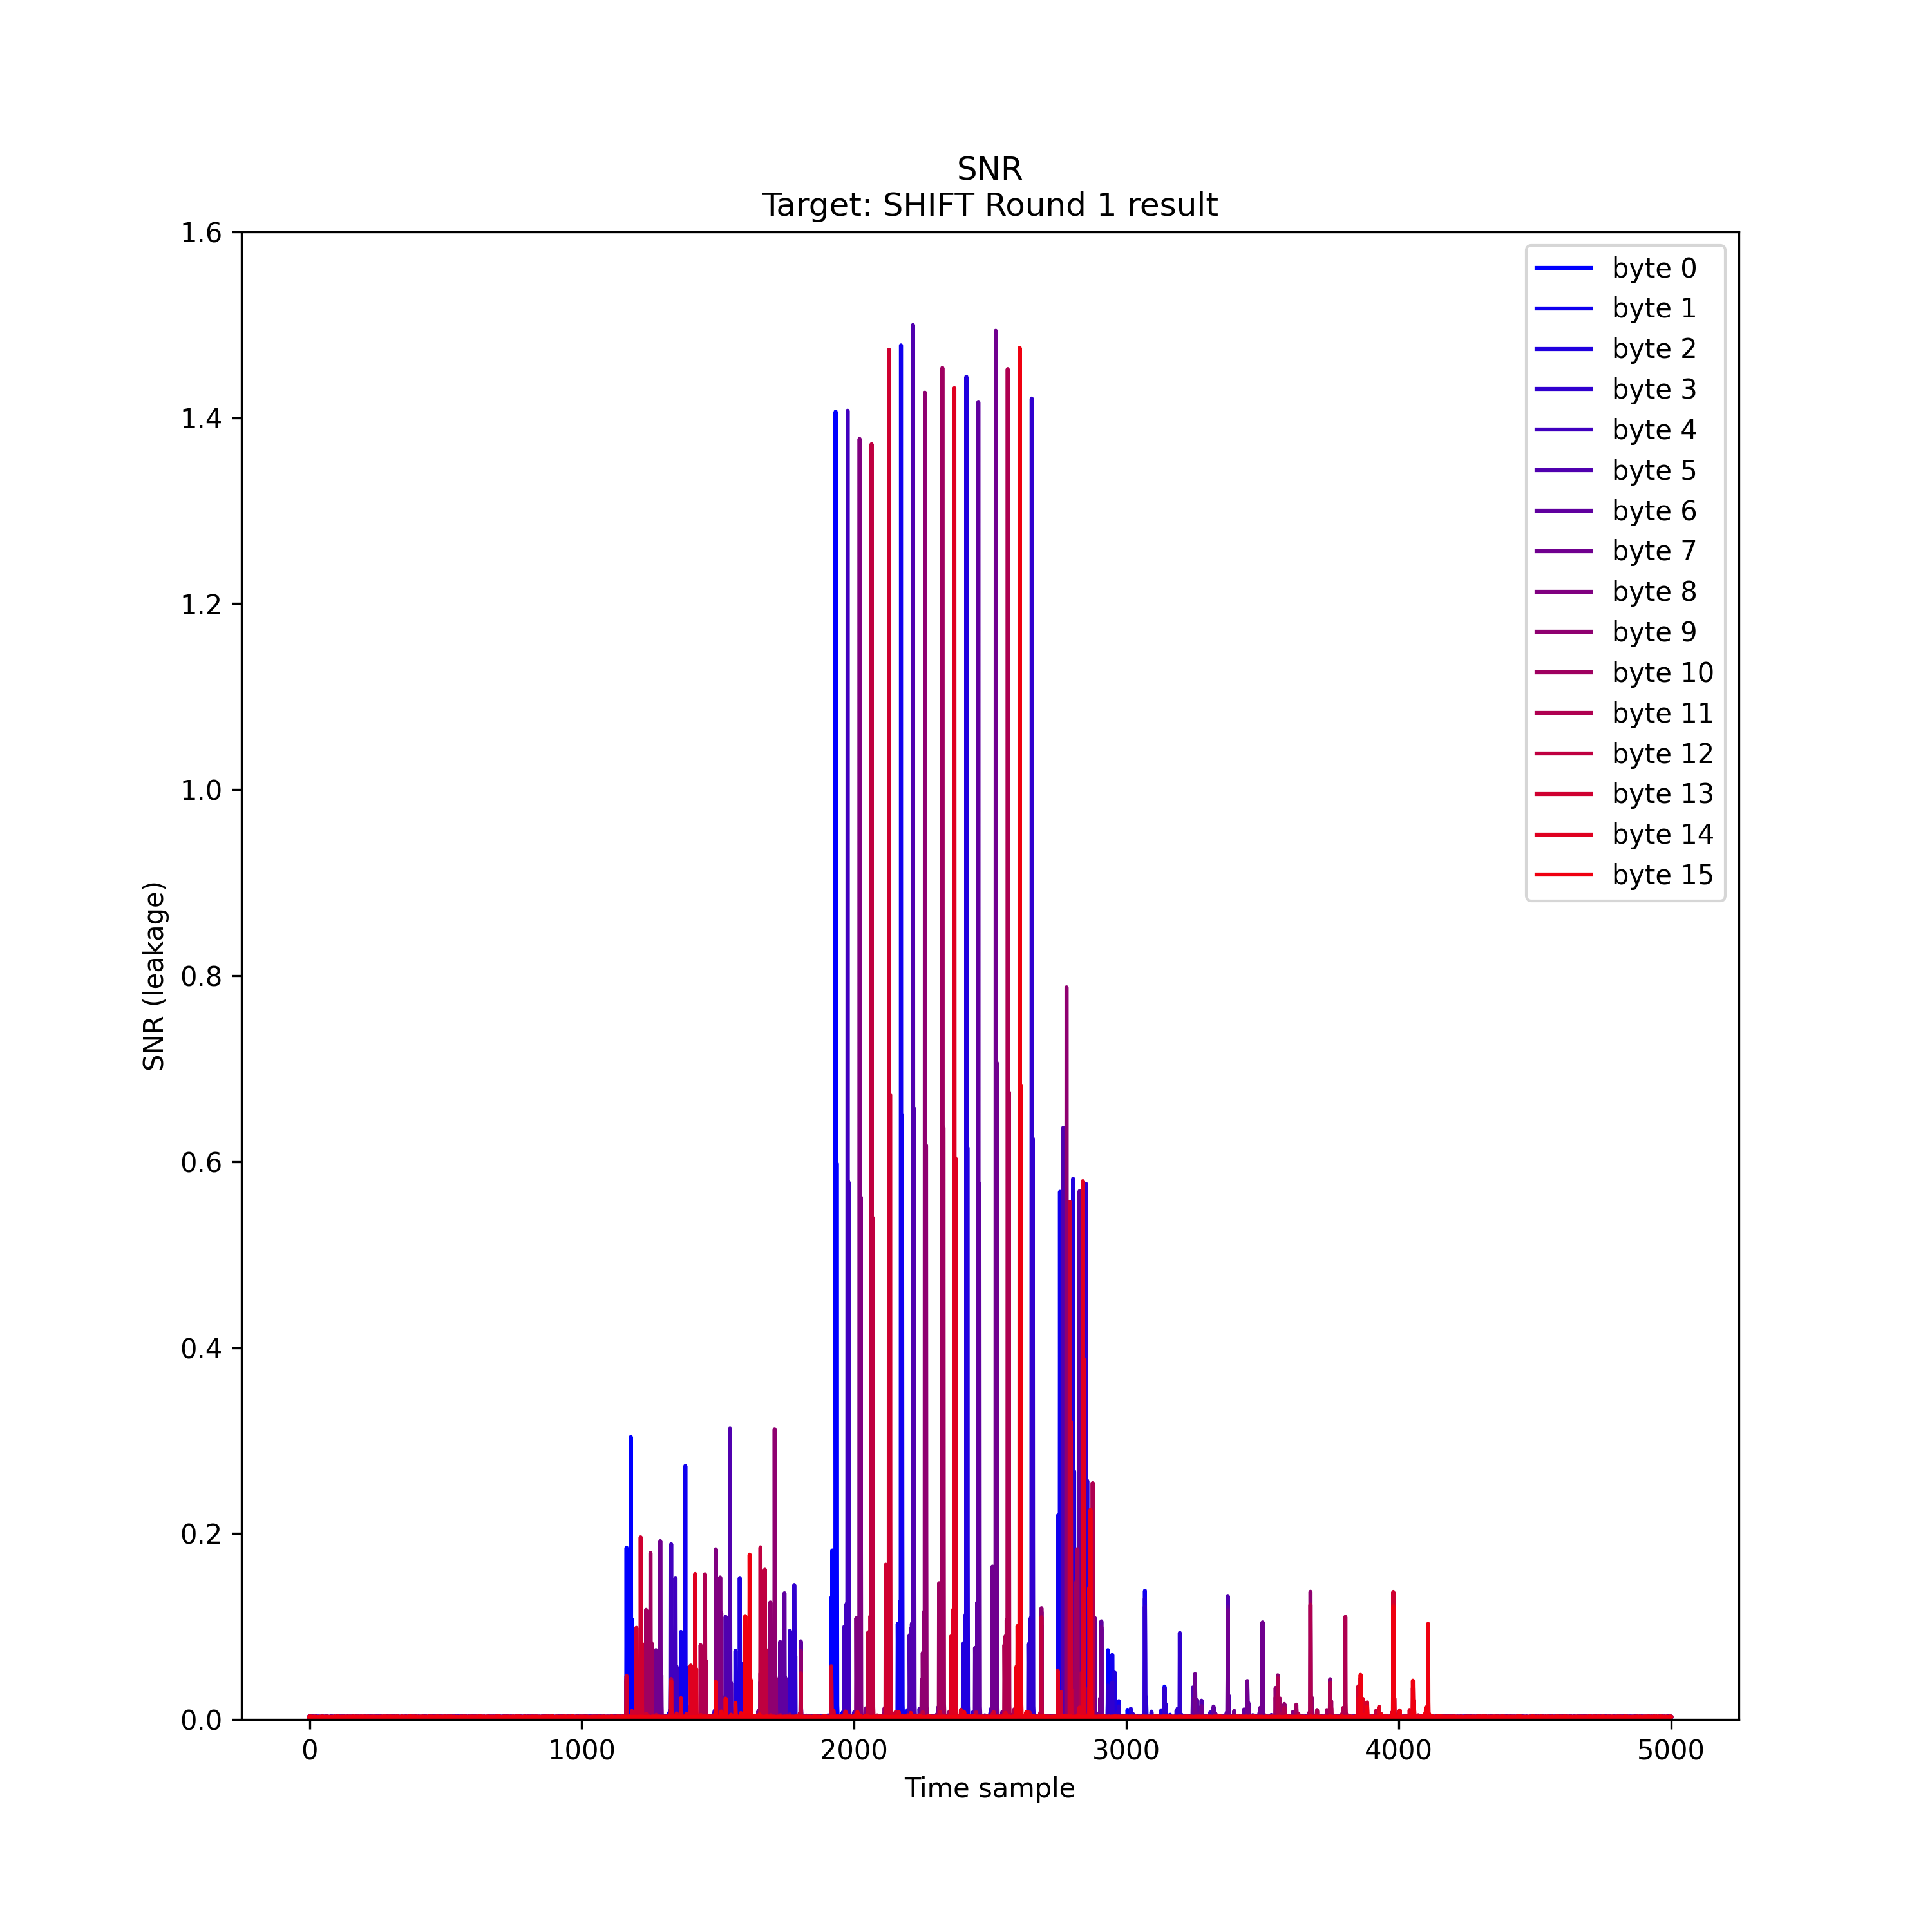 SNR
Target: SHIFT Round 1 result
1.6
1.4
1.2
1.0
0.8
0.6
0.4
0.2
0.0
SNR (leakage)
byte 0
byte 1
byte 2
byte 3
byte 4
byte 5
byte 6
byte 7
byte 8
byte 9
byte 10
byte 11
byte 12
byte 13
byte 14
byte 15
0 1000 2000 3000 4000 5000
Time sample